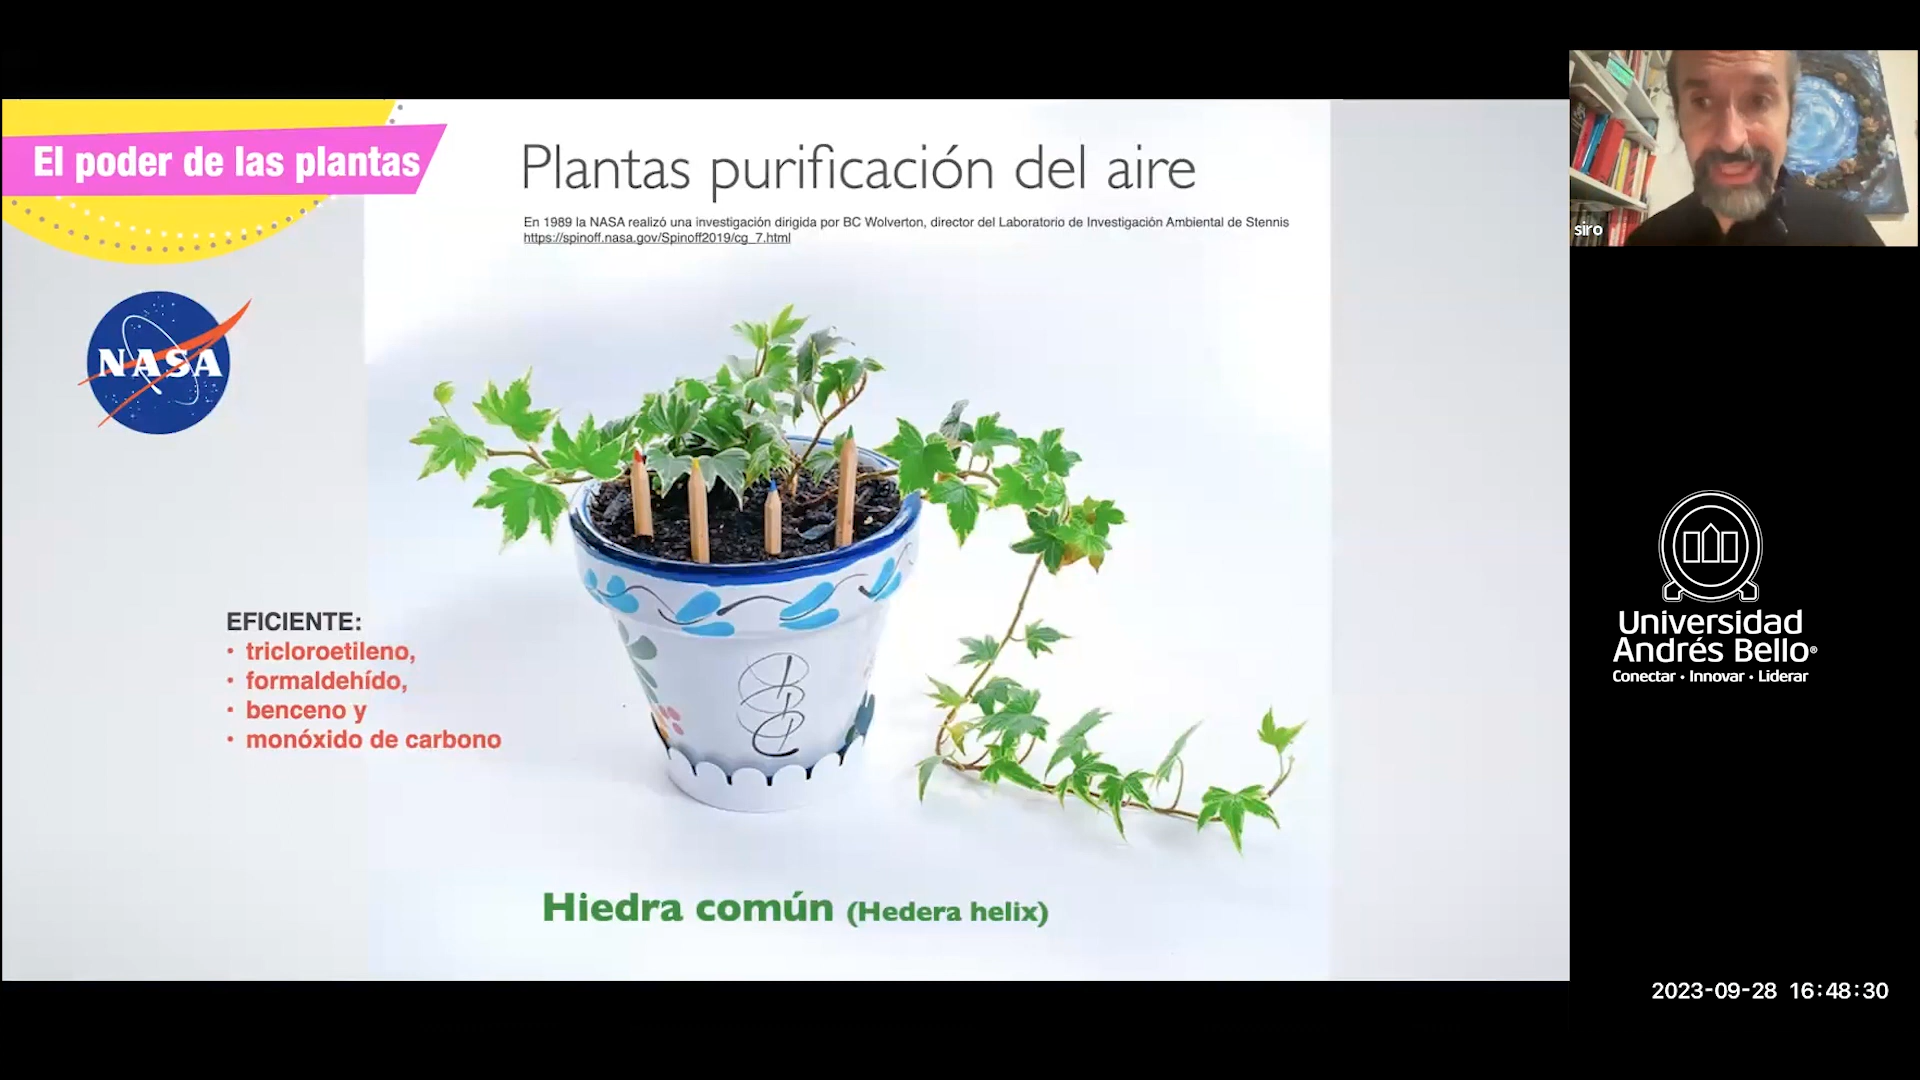 El poder de las plantas
Plantas purificación del aire
En 1989 la NASA realizó una investigación dirigida por BC Wolverton, director del Laboratorio de Investigación Ambiental de Stennis
https://spinoff.nasa.gov/Spinoff2019/cg_7.html
NASA
EFICIENTE:
• tricloroetileno,
• formaldehído,
• benceno y
• monóxido de carbono
Hiedra común (Hedera helix)
siro
Universidad
Andrés Bello®
Conectar • Innovar • Liderar
2023-09-28 16:48:30